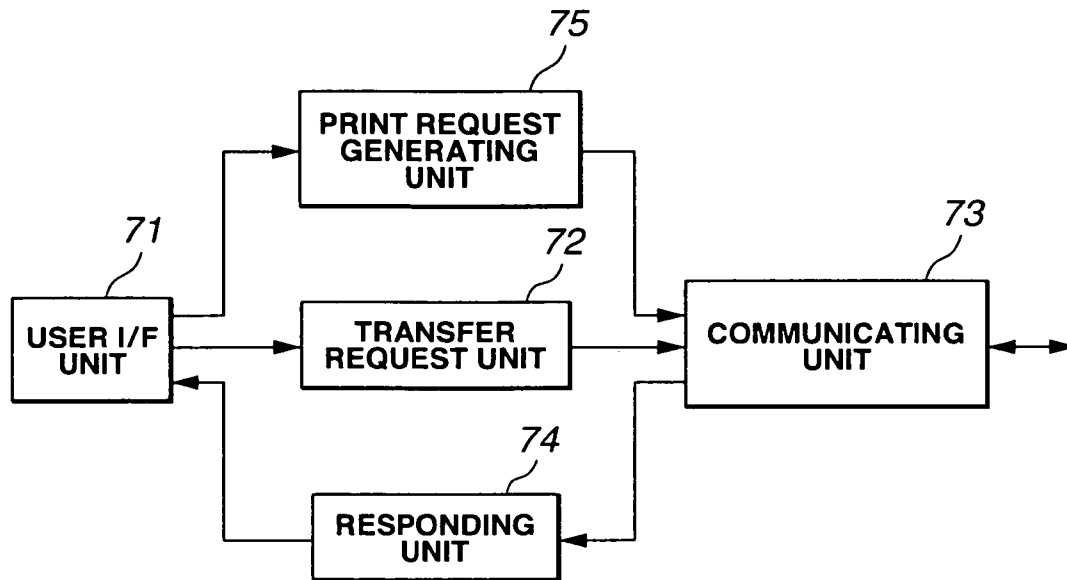 75
PRINT REQUEST
GENERATING
UNIT
71
USER I/F
UNIT
72
TRANSFER
REQUEST UNIT
73
COMMUNICATING
UNIT
74
RESPONDING
UNIT